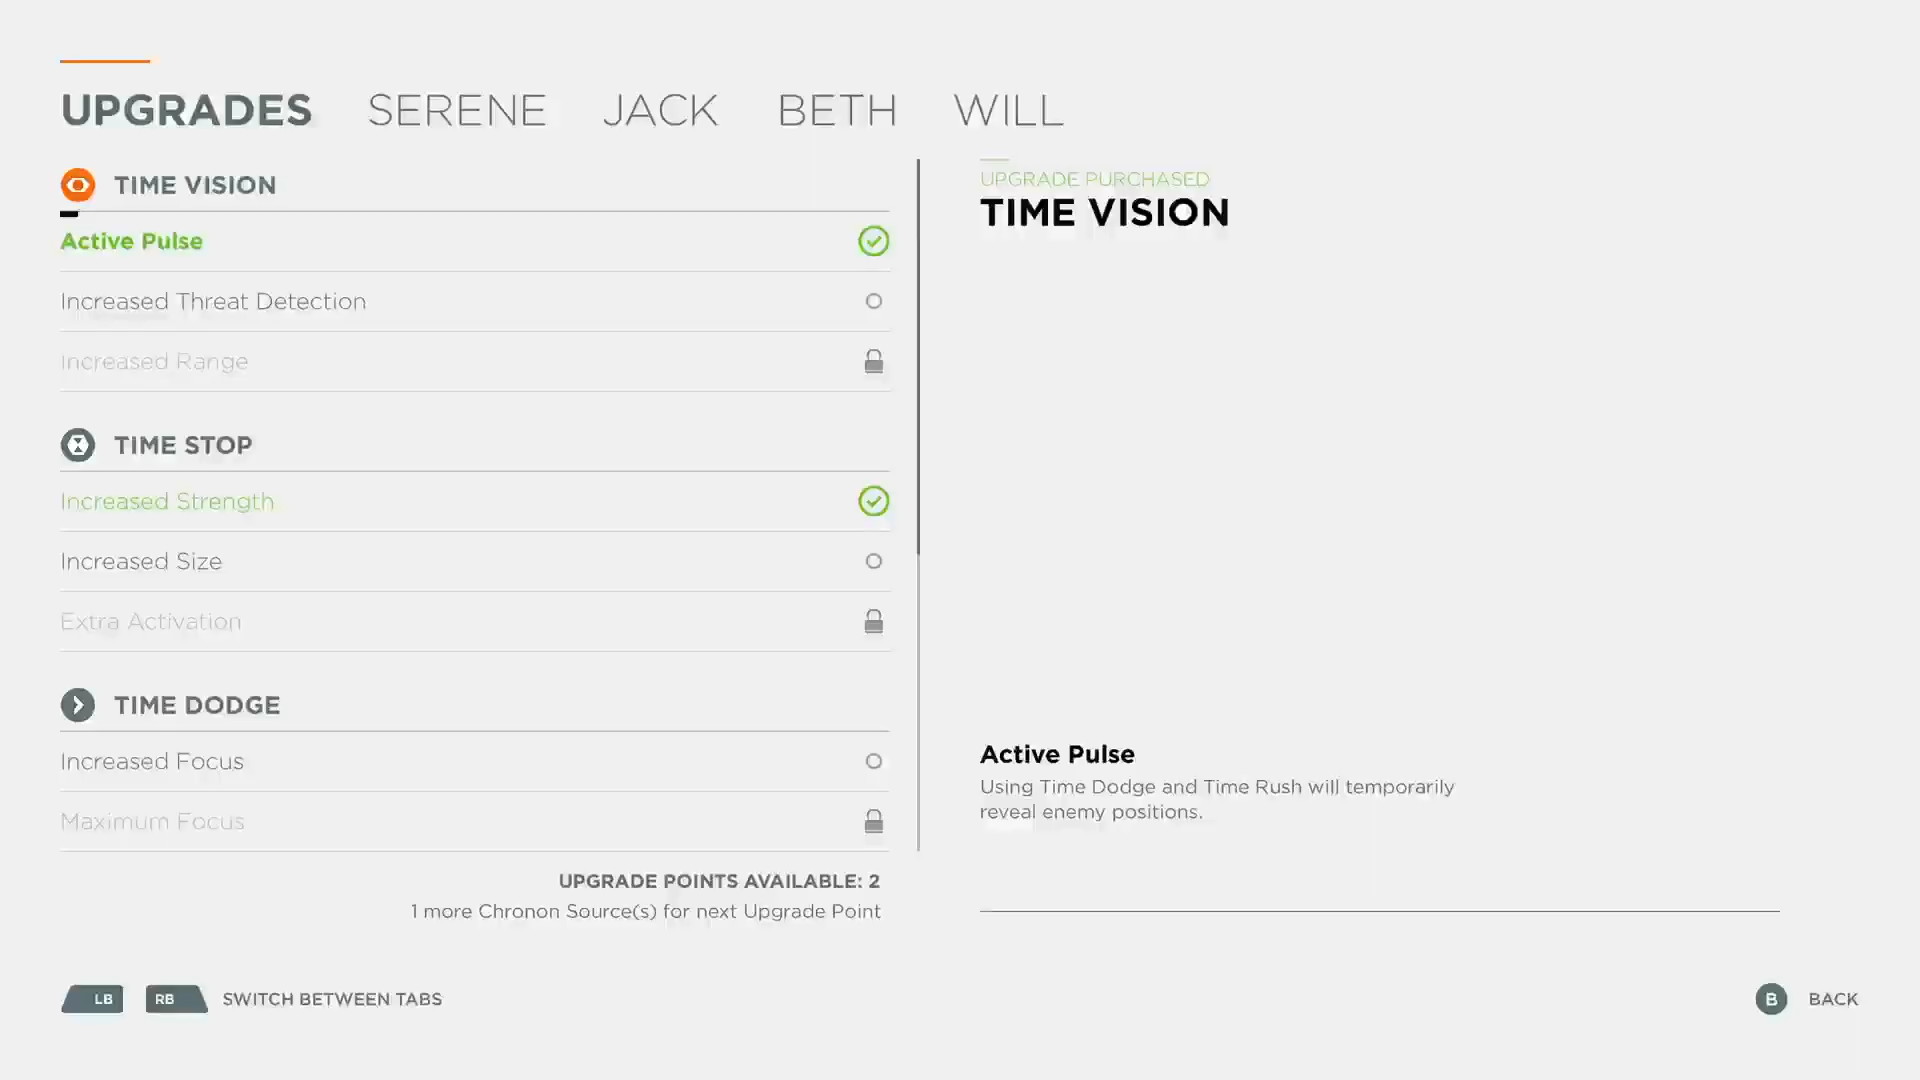 UPGRADES SERENE JACK BETH WILL
TIME VISION
Active Pulse
Increased Threat Detection
Increased Range
TIME STOP
Increased Strength
Increased Size
Extra Activation
TIME DODGE
Increased Focus
Maximum Focus
UPGRADE POINTS AVAILABLE: 2
1 more Chronon Source(s) for next Upgrade Point
UPGRADE PURCHASED
TIME VISION
Active Pulse
Using Time Dodge and Time Rush will temporarily
reveal enemy positions.
LB RB SWITCH BETWEEN TABS
B BACK